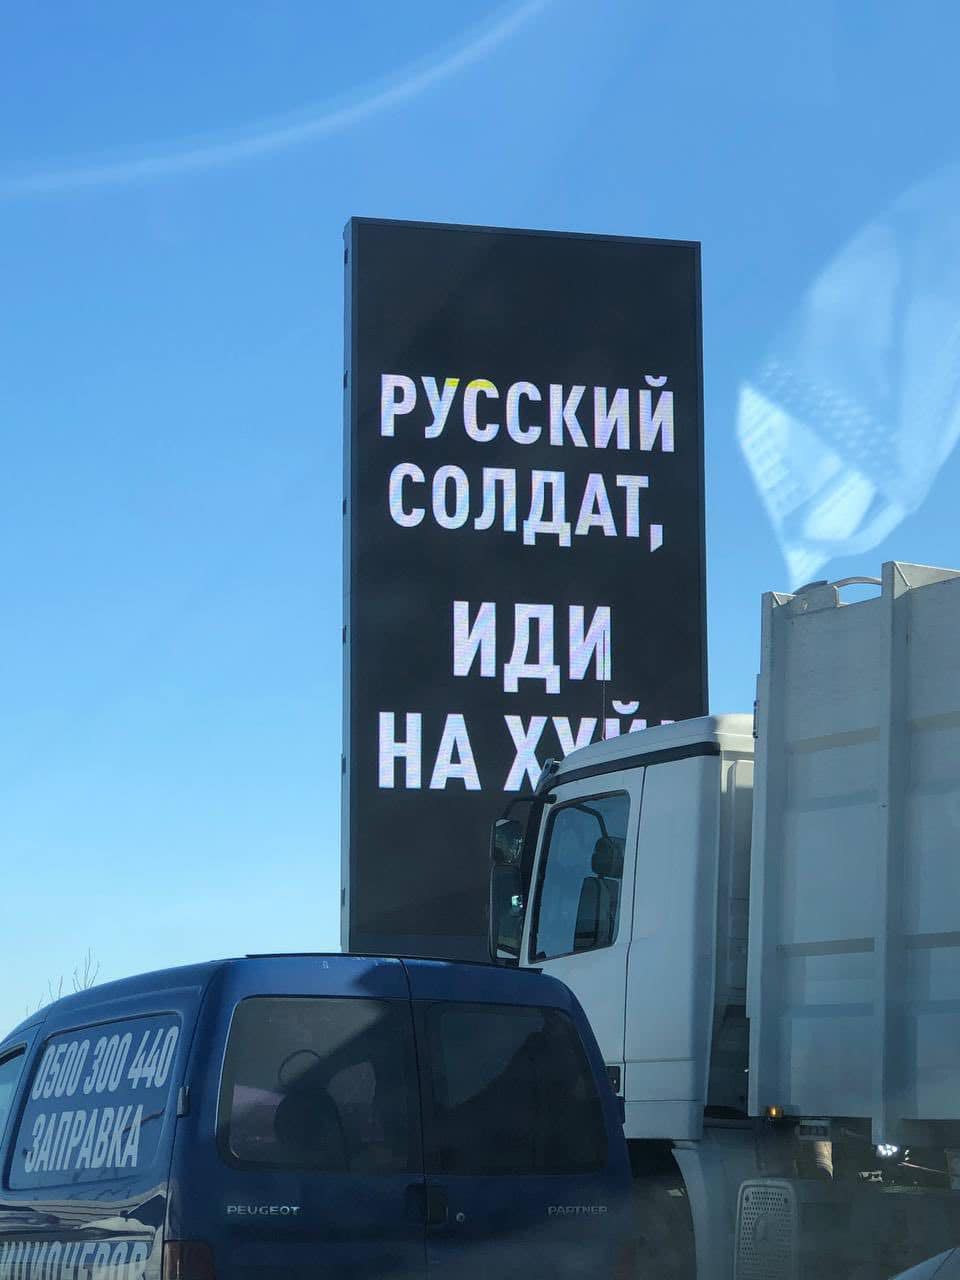 РУССКИЙ
СОЛДАТ,
ИДИ
НА
0500 300 440
ЗАПРАВКА
PEUGEOT
PARTNER